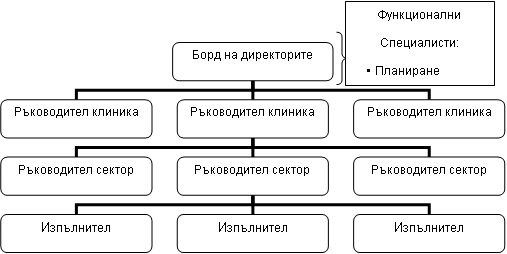 Функционални
Специалисти:
• Планиране
Борд на директорите
Ръководител клиника
Ръководител клиника
Ръководител клиника
Ръководител сектор
Ръководител сектор
Ръководител сектор
Изпълнител
Изпълнител
Изпълнител